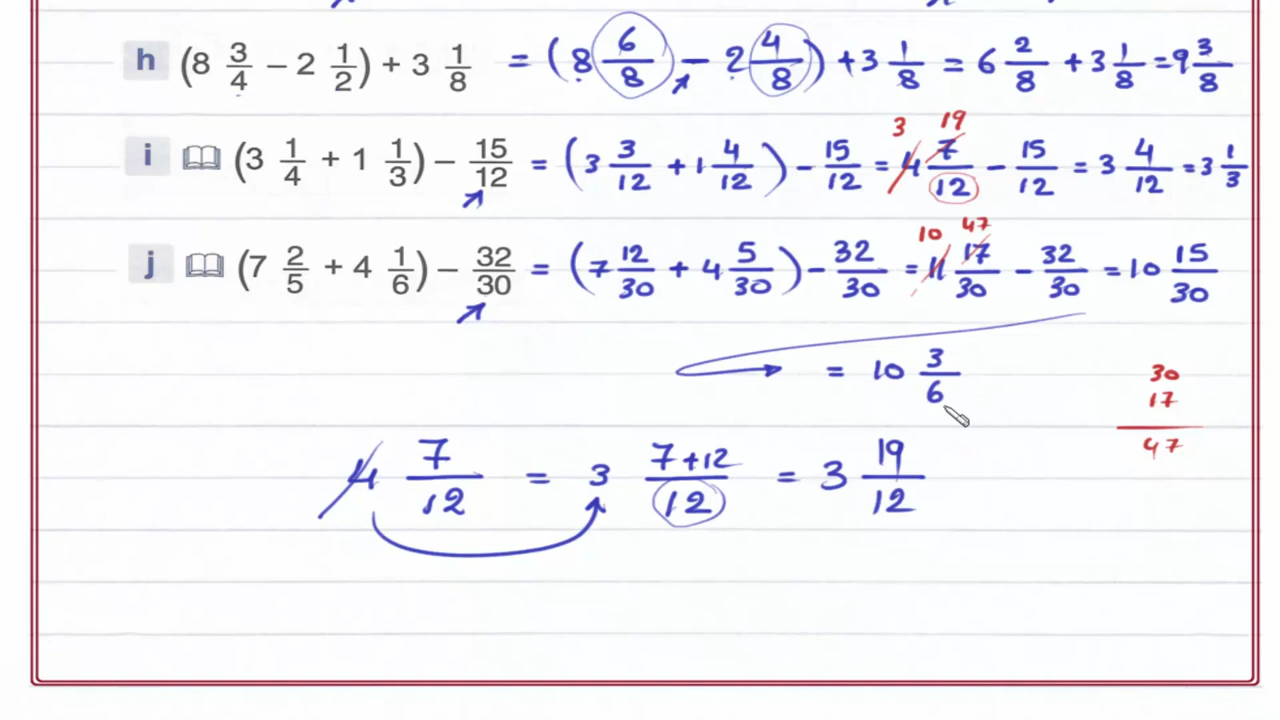 h (8 3/4 − 2 1/2) + 3 1/8 = (8 6/8 − 2 4/8) + 3 1/8 = 6 2/8 + 3 1/8 = 9 3/8
i (3 1/4 + 1 1/3) − 15/12 = (3 3/12 + 1 4/12) − 15/12 = 4 7/12 − 15/12 = 3 4/12 = 3 1/3
3 19
j (7 2/5 + 4 1/6) − 32/30 = (7 12/30 + 4 5/30) − 32/30 = 11 17/30 − 32/30 = 10 15/30
10 47
= 10 3/6
30
17
47
4 7/12 = 3 7+12/12 = 3 19/12